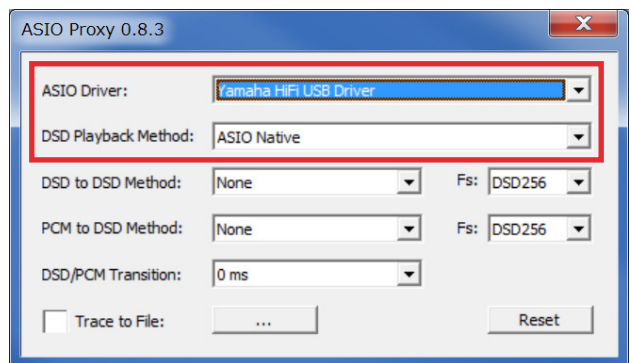 ASIO Proxy 0.8.3
ASIO Driver: Yamaha HiFi USB Driver
DSD Playback Method: ASIO Native
DSD to DSD Method: None Fs: DSD256
PCM to DSD Method: None Fs: DSD256
DSD/PCM Transition: 0 ms
Trace to File: ... Reset